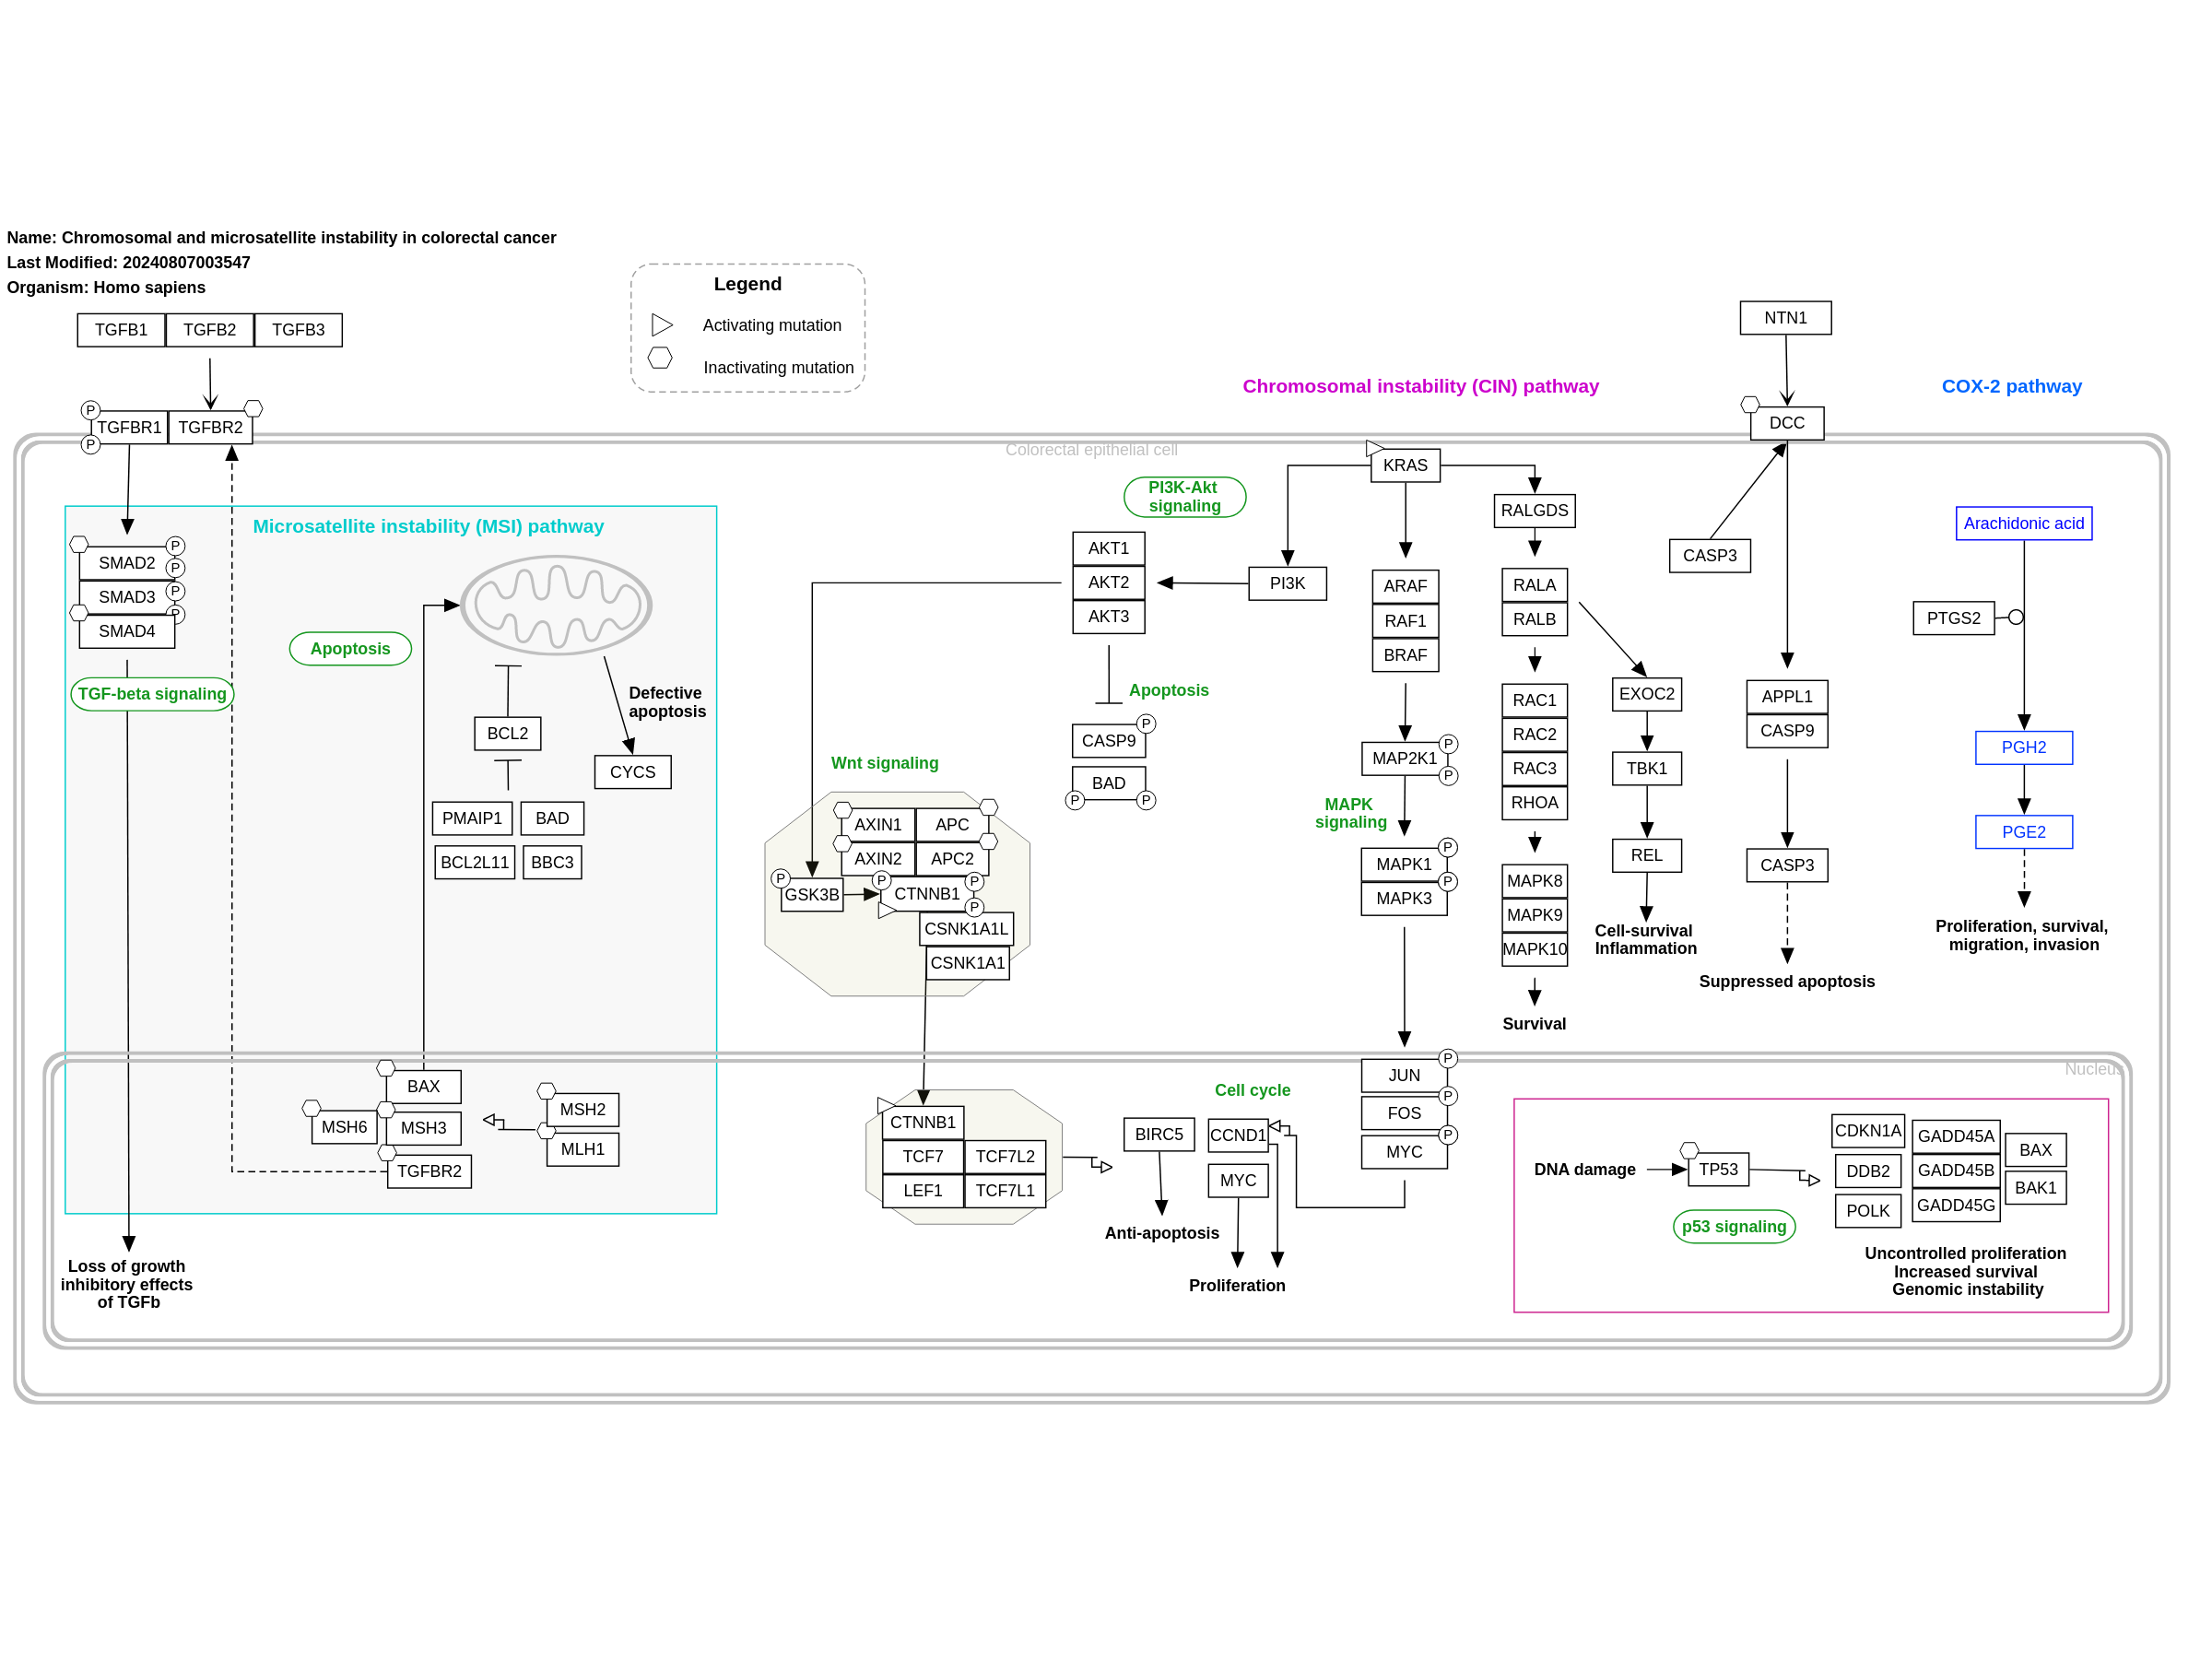 Name: Chromosomal and microsatellite instability in colorectal cancer
Last Modified: 20240807003547
Organism: Homo sapiens
Legend
Activating mutation
Inactivating mutation
TGFB1
TGFB2
TGFB3
NTN1
Chromosomal instability (CIN) pathway
COX-2 pathway
P
TGFBR1
TGFBR2
P
DCC
Colorectal epithelial cell
KRAS
PI3K-Akt
signaling
RALGDS
Microsatellite instability (MSI) pathway
Arachidonic acid
SMAD2
P
P
SMAD3
P
P
SMAD4
AKT1
AKT2
AKT3
PI3K
ARAF
RAF1
BRAF
RALA
RALB
CASP3
PTGS2
Apoptosis
TGF-beta signaling
Defective
apoptosis
BCL2
CYCS
Apoptosis
CASP9
P
BAD
P
P
MAP2K1
P
P
RAC1
RAC2
RAC3
RHOA
EXOC2
TBK1
REL
APPL1
CASP9
CASP3
PGH2
PGE2
PMAIP1
BAD
BCL2L11
BBC3
Wnt signaling
AXIN1
APC
AXIN2
APC2
P
GSK3B
P
CTNNB1
P
P
CSNK1A1L
CSNK1A1
MAPK
signaling
MAPK1
P
MAPK3
P
MAPK8
MAPK9
MAPK10
Survival
Cell-survival
Inflammation
Suppressed apoptosis
Proliferation, survival,
migration, invasion
Nucleus
BAX
MSH6
MSH3
TGFBR2
MSH2
MLH1
CTNNB1
TCF7
TCF7L2
LEF1
TCF7L1
Cell cycle
BIRC5
CCND1
MYC
JUN
P
FOS
P
MYC
P
Anti-apoptosis
Proliferation
DNA damage
TP53
p53 signaling
CDKN1A
DDB2
POLK
GADD45A
GADD45B
GADD45G
BAX
BAK1
Uncontrolled proliferation
Increased survival
Genomic instability
Loss of growth
inhibitory effects
of TGFb